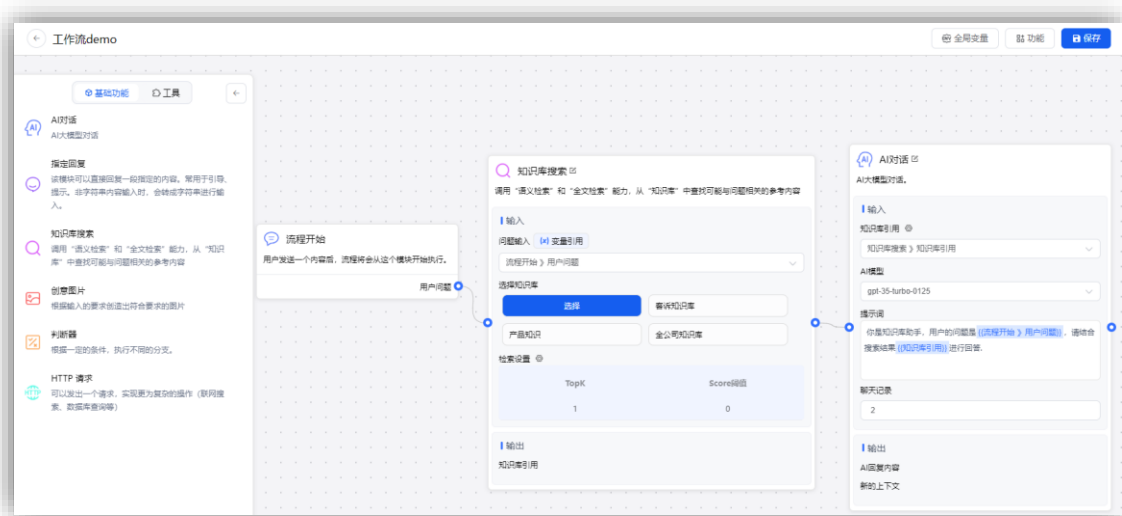 工作流demo
全局变量
功能
保存
基础功能
工具
AI对话
AI大模型对话
指定回复
该模块可以直接回复一段指定的内容。常用于引导、
提示。非字符串内容输入时，会转成字符串进行输
入。
知识库搜索
调用“语义检索”和“全文检索”能力，从“知识
库”中查找可能与问题相关的参考内容
创意图片
根据输入的要求创造出符合要求的图片
判断器
根据一定的条件，执行不同的分支。
HTTP 请求
可以发出一个请求，实现更为复杂的操作（联网搜
索、数据库查询等）
流程开始
用户发送一个内容后，流程将会从这个模块开始执行。
用户问题
知识库搜索
调用“语义检索”和“全文检索”能力，从“知识库”中查找可能与问题相关的参考内容
输入
问题输入 {x} 变量引用
流程开始 》用户问题
选择知识库
选择
客诉知识库
产品知识
全公司知识库
检索设置
TopK
Score阈值
1
0
输出
知识库引用
AI对话
AI大模型对话。
输入
知识库引用
知识库搜索 》知识库引用
AI模型
gpt-35-turbo-0125
提示词
你是知识库助手，用户的问题是{{流程开始 》用户问题}}，请结合
搜索结果{{知识库引用}}进行回答.
聊天记录
2
输出
AI回复内容
新的上下文